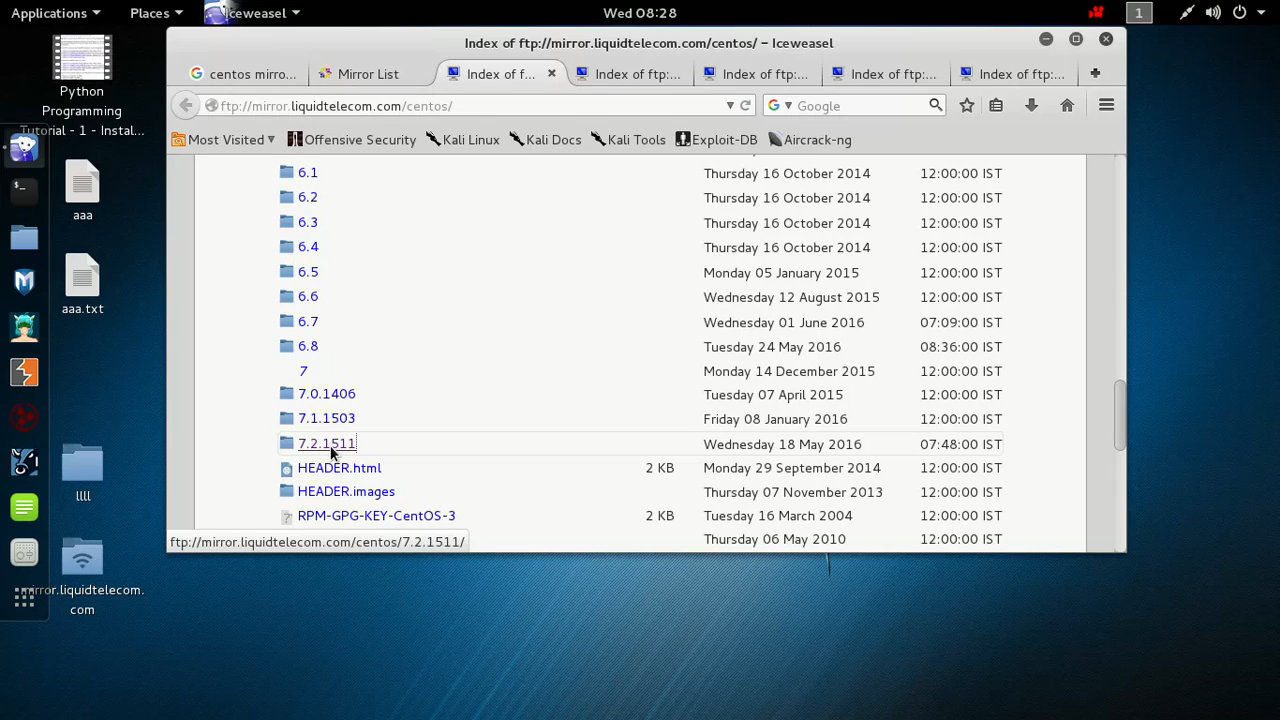 Applications Places Iceweasel Wed 08:28 1
Index of ftp://mirror.liquidtelecom.com/centos/ easel
centos mirro... Mirror List Index of f... Index of ftp:... Index of ftp:... Index of ftp:... Index of ftp:...
ftp://mirror.liquidtelecom.com/centos/ Google
Most Visited Offensive Security Kali Linux Kali Docs Kali Tools Exploit-DB Aircrack-ng
6.1 Thursday 16 October 2014 12:00:00 IST
6.2 Thursday 16 October 2014 12:00:00 IST
6.3 Thursday 16 October 2014 12:00:00 IST
6.4 Thursday 16 October 2014 12:00:00 IST
6.5 Monday 05 January 2015 12:00:00 IST
6.6 Wednesday 12 August 2015 12:00:00 IST
6.7 Wednesday 01 June 2016 07:09:00 IST
6.8 Tuesday 24 May 2016 08:36:00 IST
7 Monday 14 December 2015 12:00:00 IST
7.0.1406 Tuesday 07 April 2015 12:00:00 IST
7.1.1503 Friday 08 January 2016 12:00:00 IST
7.2.1511 Wednesday 18 May 2016 07:48:00 IST
HEADER.html 2 KB Monday 29 September 2014 12:00:00 IST
HEADER.images Thursday 07 November 2013 12:00:00 IST
RPM-GPG-KEY-CentOS-3 2 KB Tuesday 16 March 2004 12:00:00 IST
Thursday 06 May 2010 12:00:00 IST
ftp://mirror.liquidtelecom.com/centos/7.2.1511/
Python
Programming
Tutorial - 1 - Instal...
aaa
aaa.txt
llll
mirror.liquidtelecom.
com